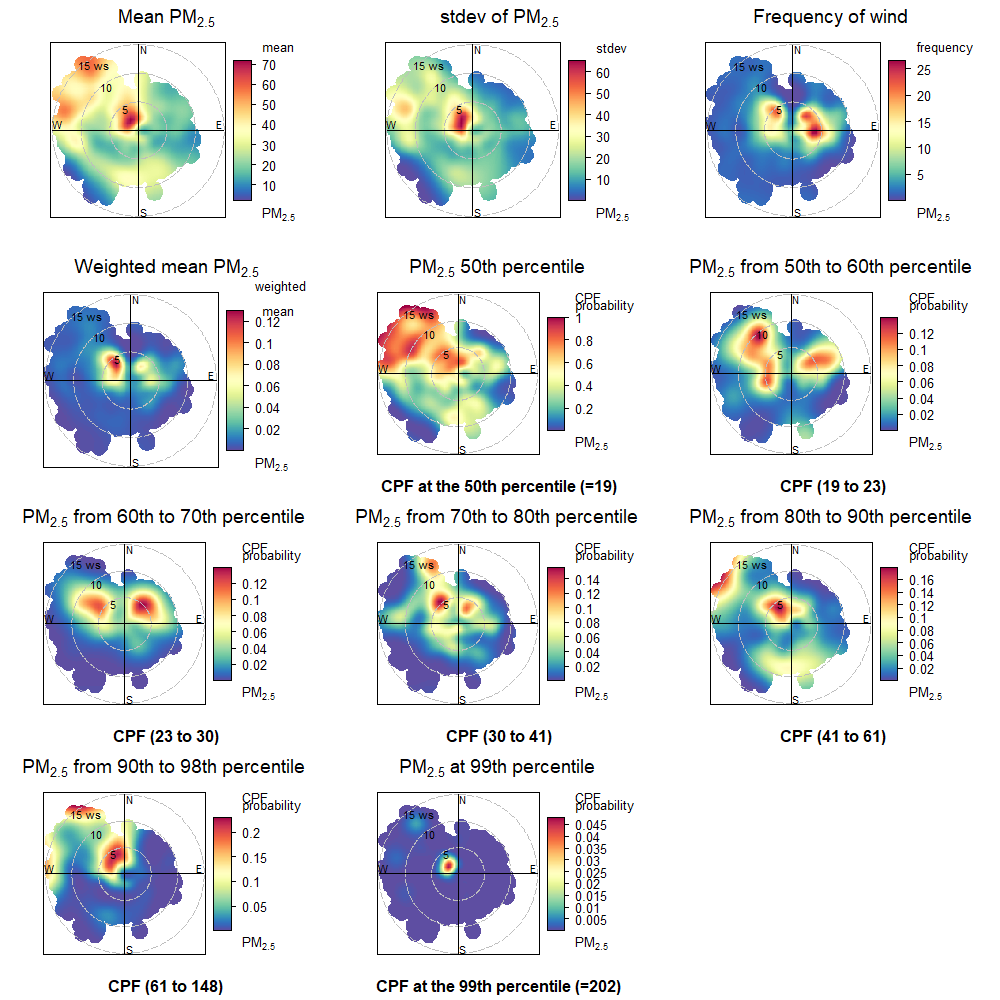 Mean PM2.5
stdev of PM2.5
Frequency of wind
mean
N
15 ws
10
5
W
E
S
70
60
50
40
30
20
10
PM2.5
stdev
N
15 ws
10
5
W
E
S
60
50
40
30
20
10
PM2.5
frequency
N
15 ws
10
5
W
E
S
25
20
15
10
5
PM2.5
Weighted mean PM2.5
PM2.5 50th percentile
PM2.5 from 50th to 60th percentile
weighted
mean
N
15 ws
10
5
W
E
S
0.12
0.1
0.08
0.06
0.04
0.02
PM2.5
CPF
probability
N
15 ws
10
5
W
E
S
1
0.8
0.6
0.4
0.2
PM2.5
CPF at the 50th percentile (=19)
CPF
probability
N
15 ws
10
5
W
E
S
0.12
0.1
0.08
0.06
0.04
0.02
PM2.5
CPF (19 to 23)
PM2.5 from 60th to 70th percentile
PM2.5 from 70th to 80th percentile
PM2.5 from 80th to 90th percentile
CPF
probability
N
15 ws
10
5
W
E
S
0.12
0.1
0.08
0.06
0.04
0.02
PM2.5
CPF (23 to 30)
CPF
probability
N
15 ws
10
5
W
E
S
0.14
0.12
0.1
0.08
0.06
0.04
0.02
PM2.5
CPF (30 to 41)
CPF
probability
N
15 ws
10
5
W
E
S
0.16
0.14
0.12
0.1
0.08
0.06
0.04
0.02
PM2.5
CPF (41 to 61)
PM2.5 from 90th to 98th percentile
PM2.5 at 99th percentile
CPF
probability
N
15 ws
10
5
W
E
S
0.2
0.15
0.1
0.05
PM2.5
CPF (61 to 148)
CPF
probability
N
15 ws
10
5
W
E
S
0.045
0.04
0.035
0.03
0.025
0.02
0.015
0.01
0.005
PM2.5
CPF at the 99th percentile (=202)